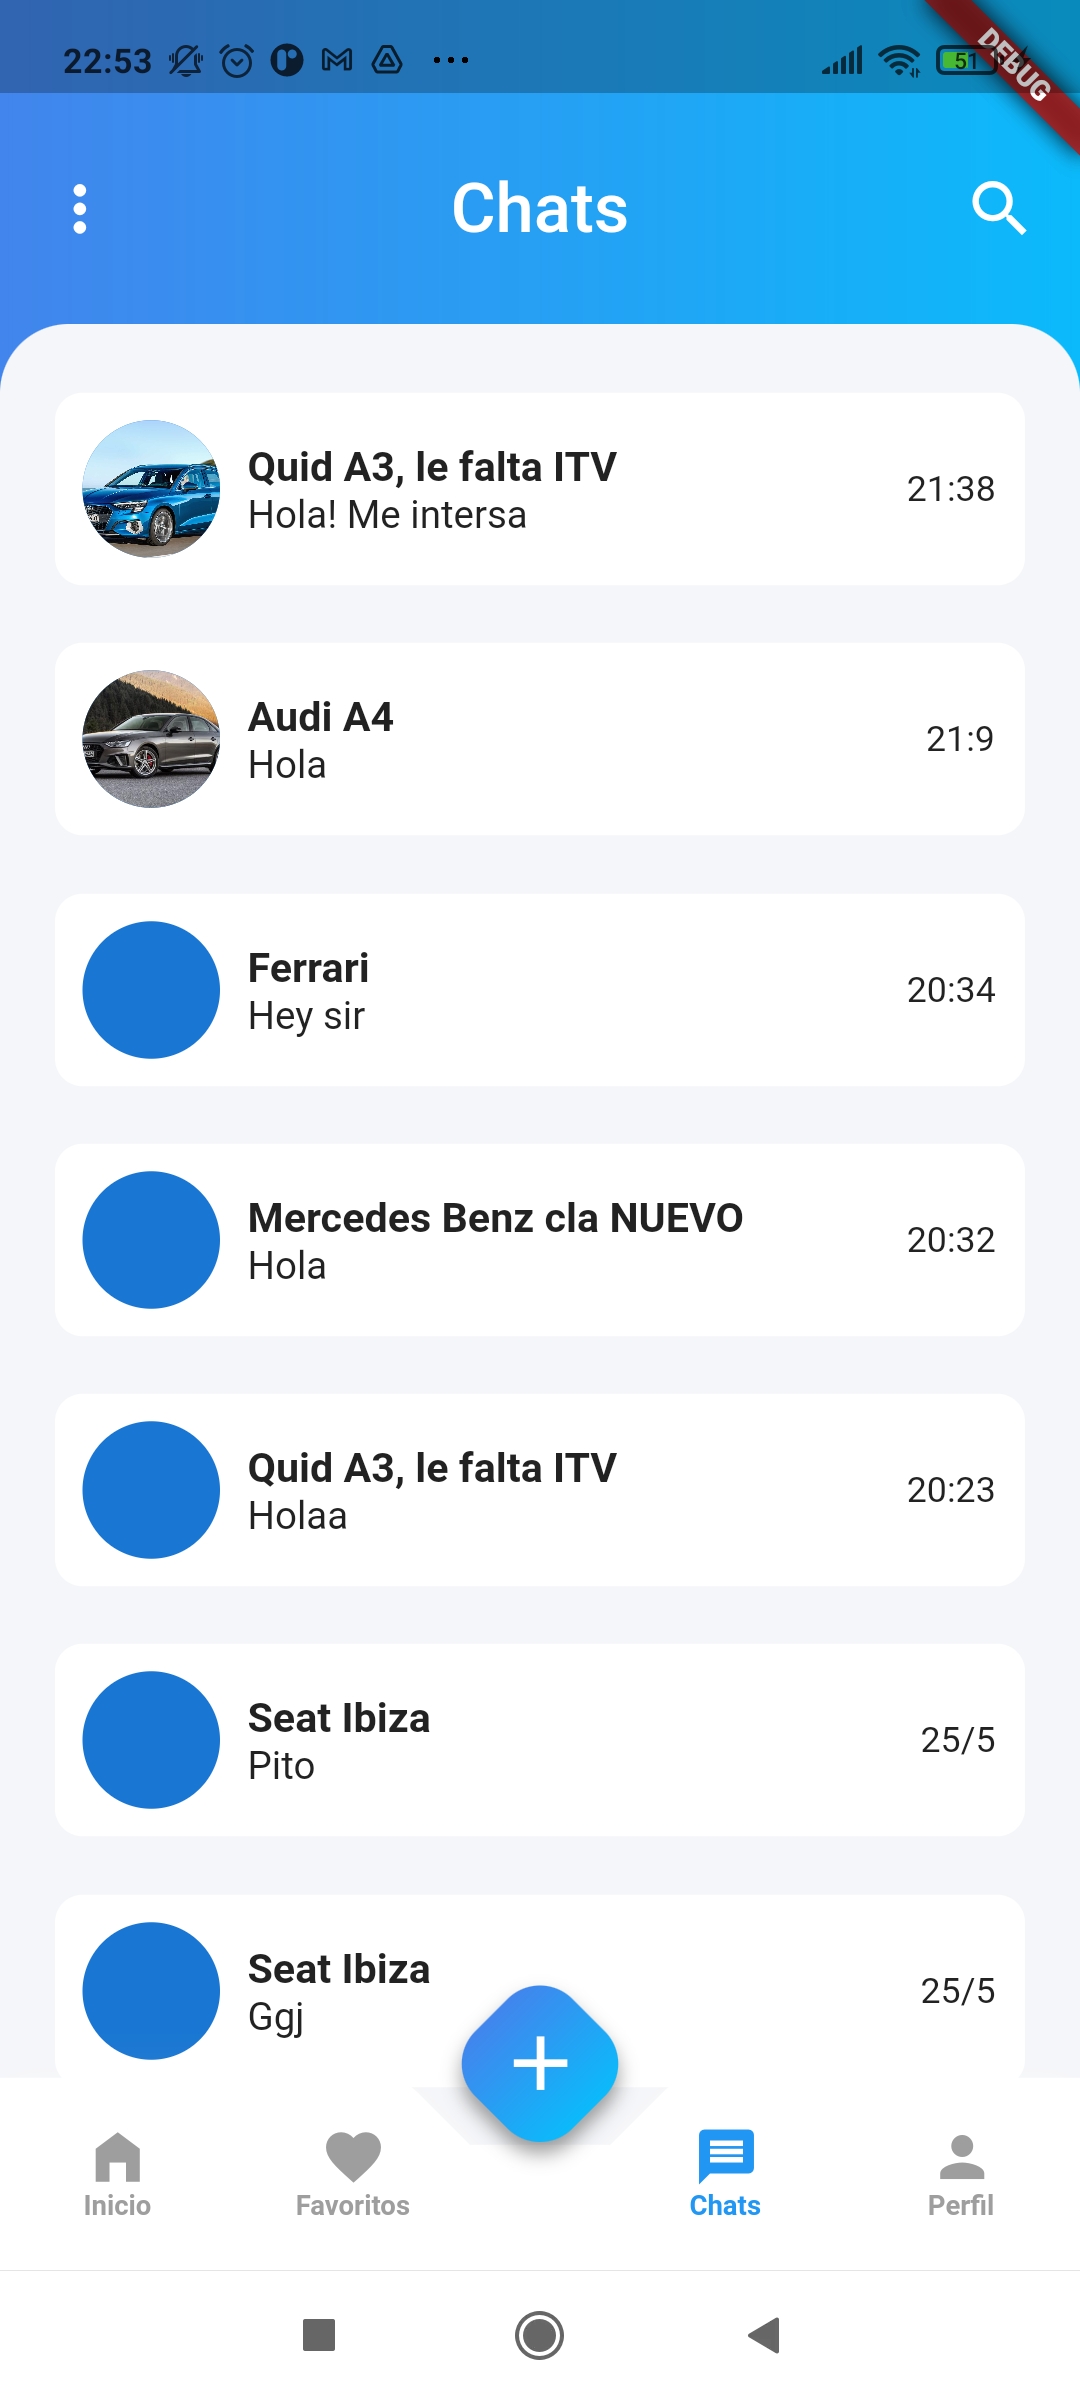 22:53
51
DEBUG
Chats
Quid A3, le falta ITV
Hola! Me intersa
21:38
Audi A4
Hola
21:9
Ferrari
Hey sir
20:34
Mercedes Benz cla NUEVO
Hola
20:32
Quid A3, le falta ITV
Holaa
20:23
Seat Ibiza
Pito
25/5
Seat Ibiza
Ggj
25/5
Inicio
Favoritos
Chats
Perfil